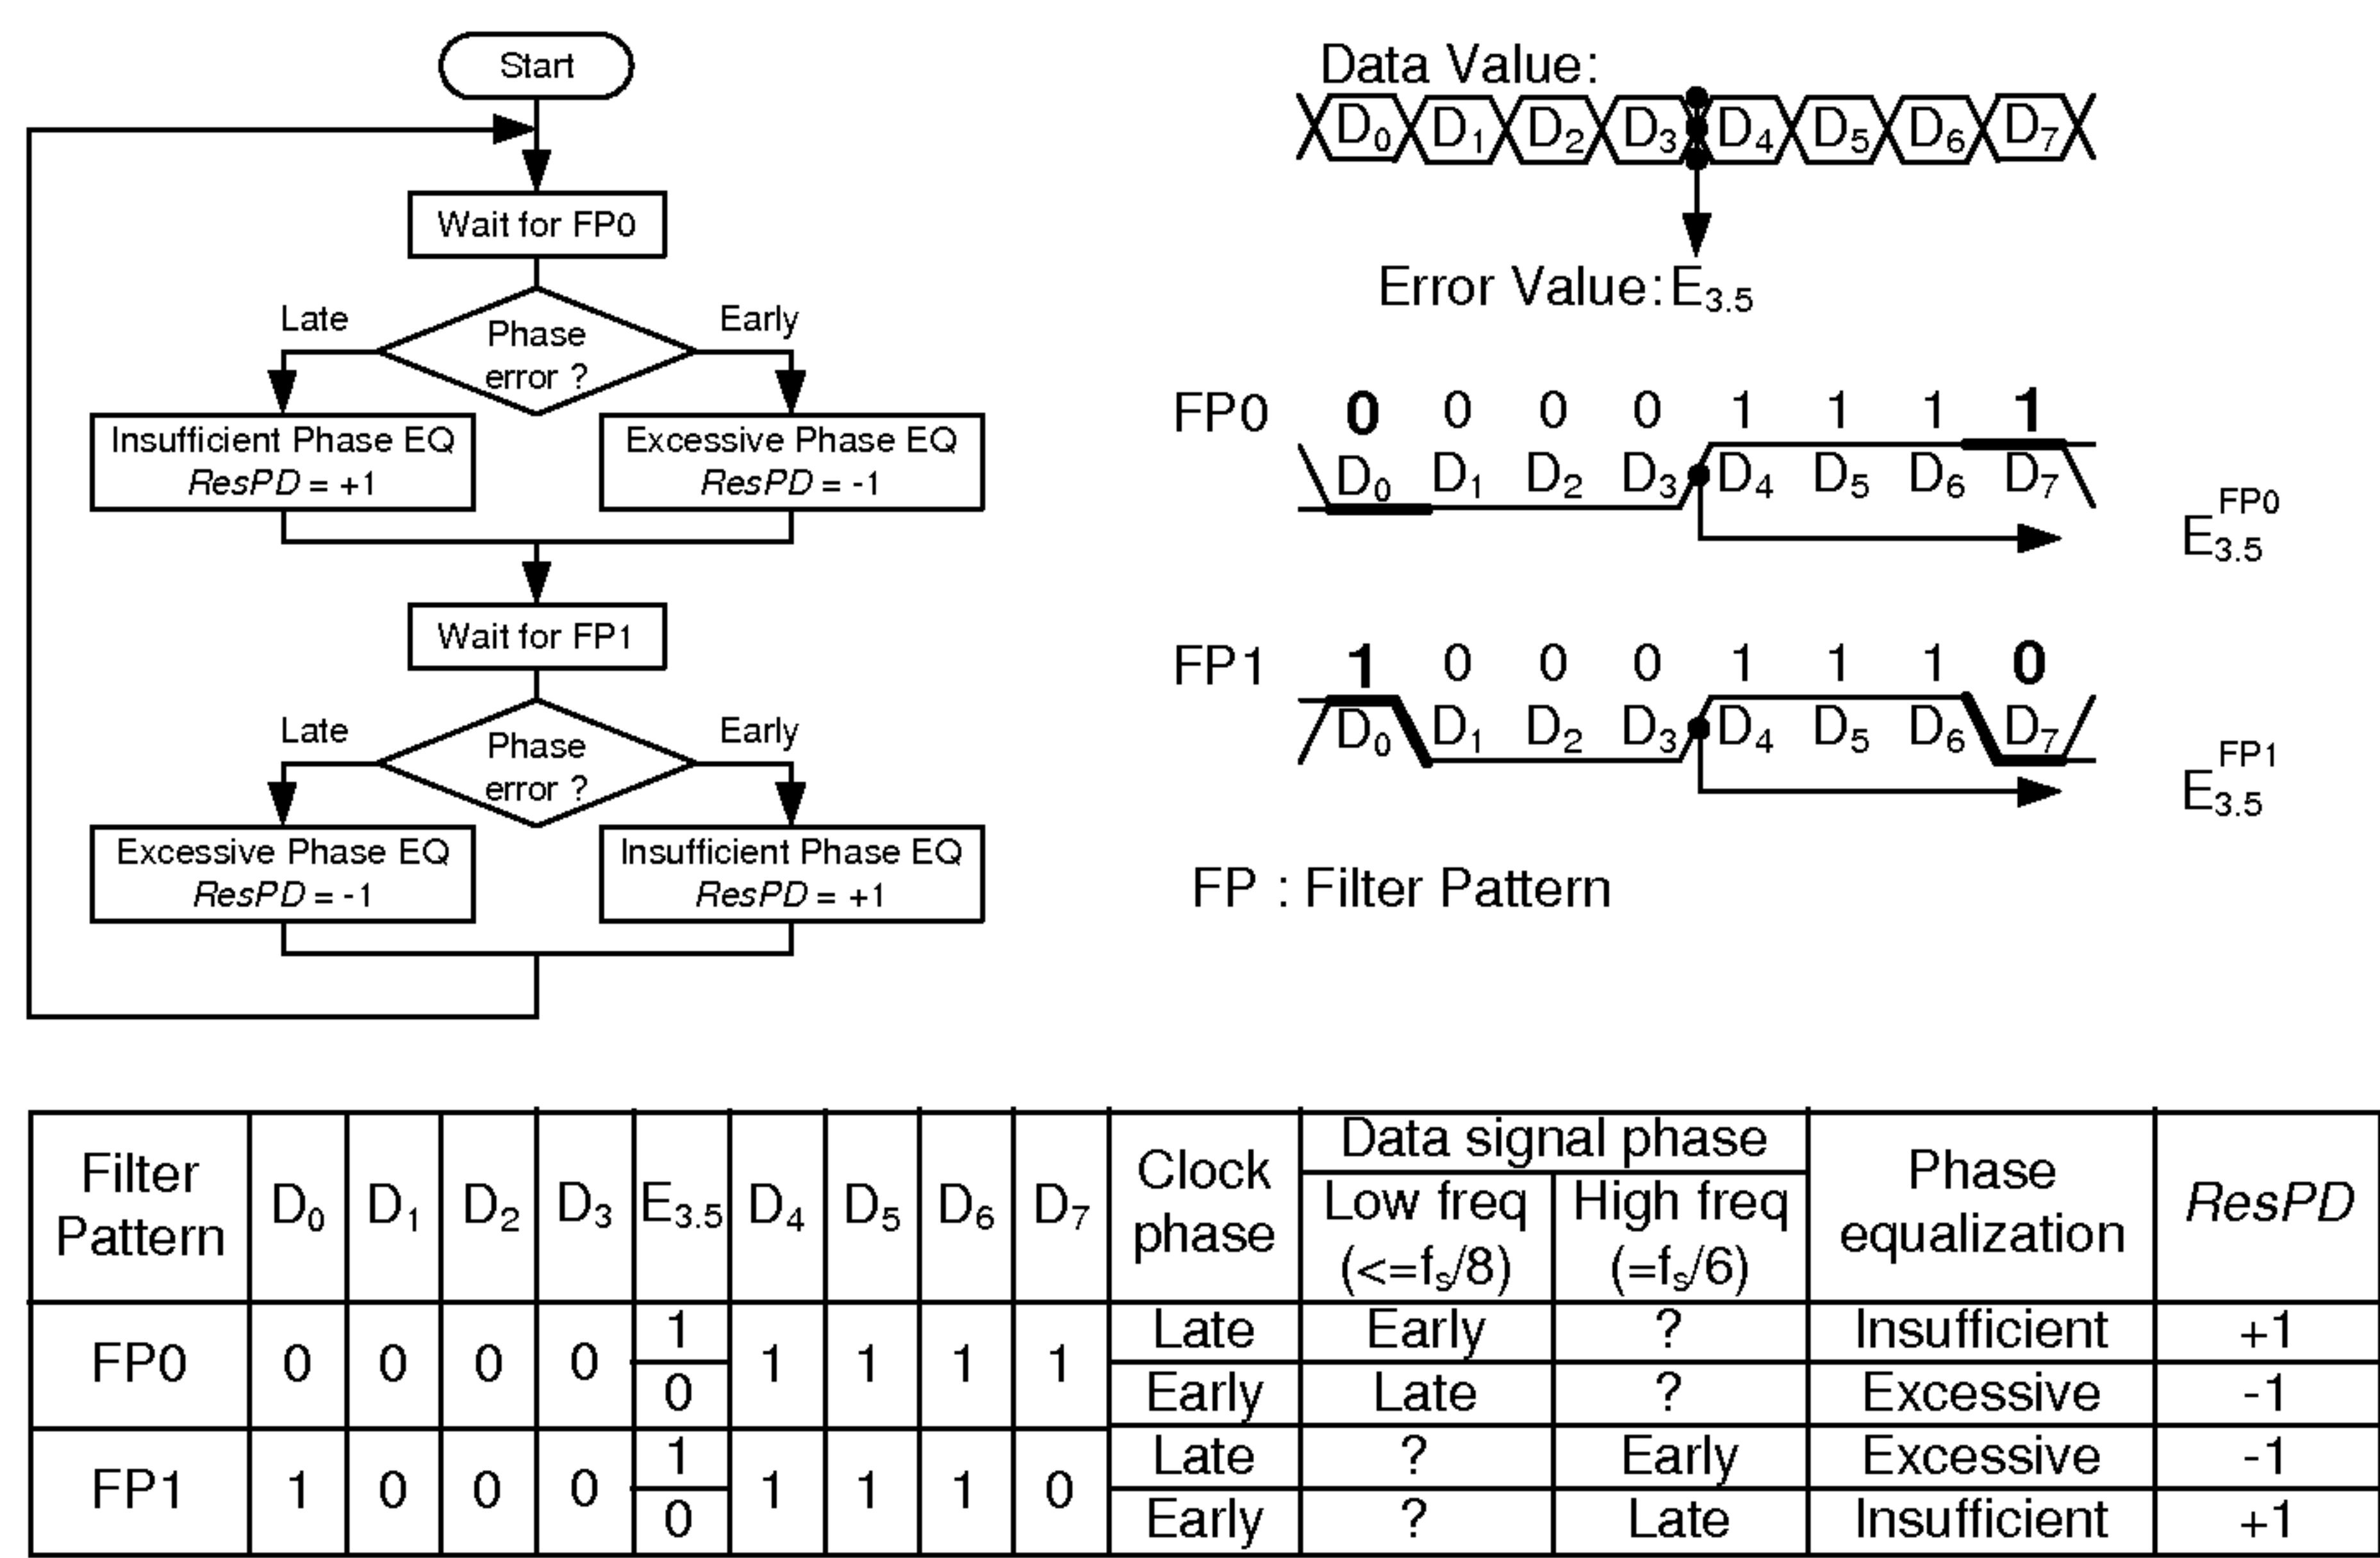 Start
Wait for FP0
Late
Early
Phase
error ?
Insufficient Phase EQ
ResPD = +1
Excessive Phase EQ
ResPD = -1
Wait for FP1
Late
Early
Phase
error ?
Excessive Phase EQ
ResPD = -1
Insufficient Phase EQ
ResPD = +1
Data Value:
D0 D1 D2 D3 D4 D5 D6 D7
Error Value: E3.5
FP0 0 0 0 0 1 1 1 1
D0 D1 D2 D3 D4 D5 D6 D7
E3.5 FP0
FP1 1 0 0 0 1 1 1 0
D0 D1 D2 D3 D4 D5 D6 D7
E3.5 FP1
FP : Filter Pattern
Filter Pattern D0 D1 D2 D3 E3.5 D4 D5 D6 D7 Clock phase Data signal phase Phase equalization ResPD
Low freq (<=fs/8) High freq (=fs/6)
FP0 0 0 0 0 1 1 1 1 1 Late Early ? Insufficient +1
0 Early Late ? Excessive -1
FP1 1 0 0 0 1 1 1 1 0 Late ? Early Excessive -1
0 Early ? Late Insufficient +1